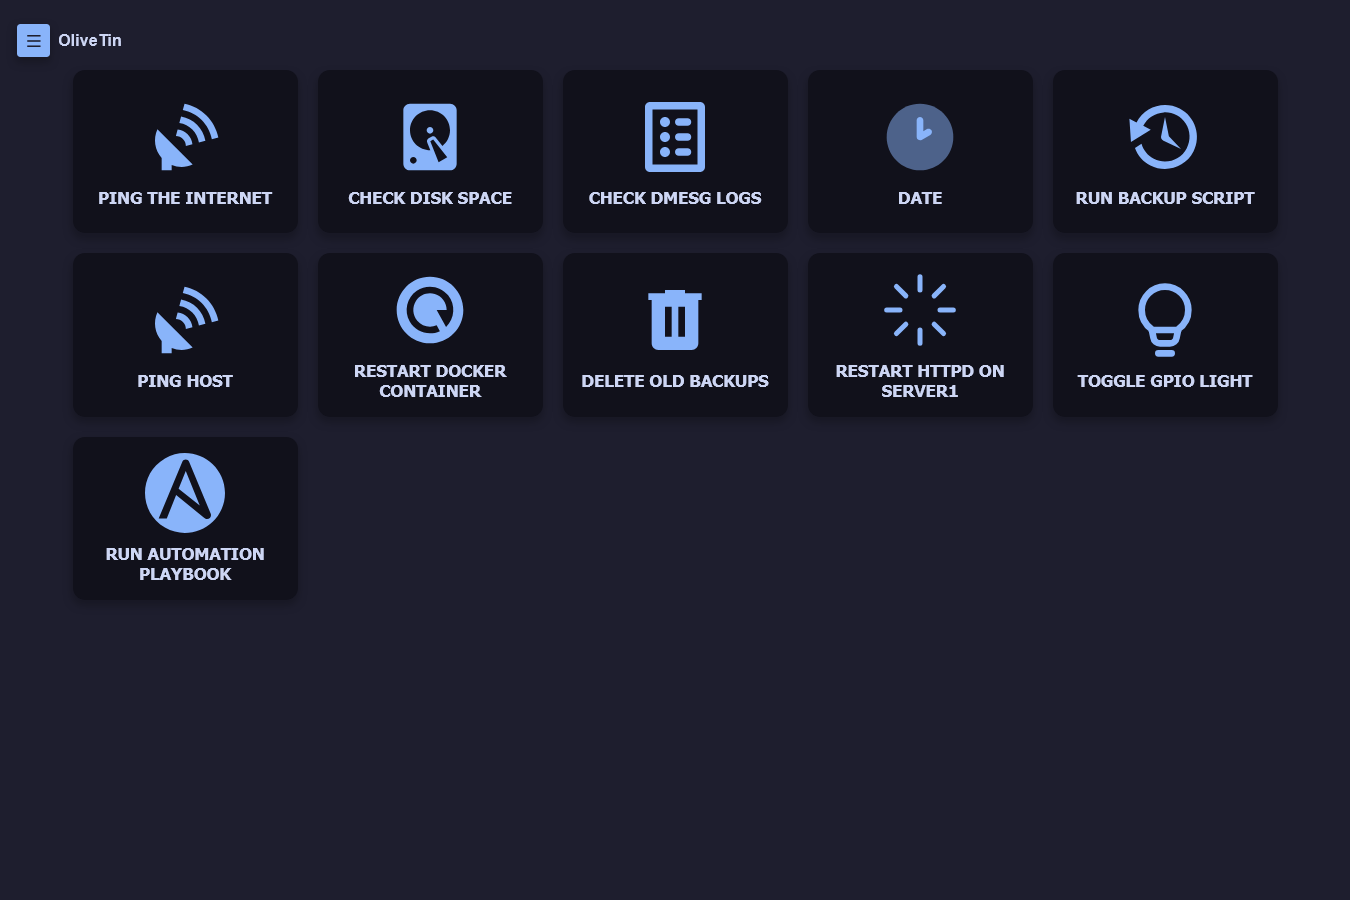 OliveTin
PING THE INTERNET
CHECK DISK SPACE
CHECK DMESG LOGS
DATE
RUN BACKUP SCRIPT
PING HOST
RESTART DOCKER
CONTAINER
DELETE OLD BACKUPS
RESTART HTTPD ON
SERVER1
TOGGLE GPIO LIGHT
RUN AUTOMATION
PLAYBOOK